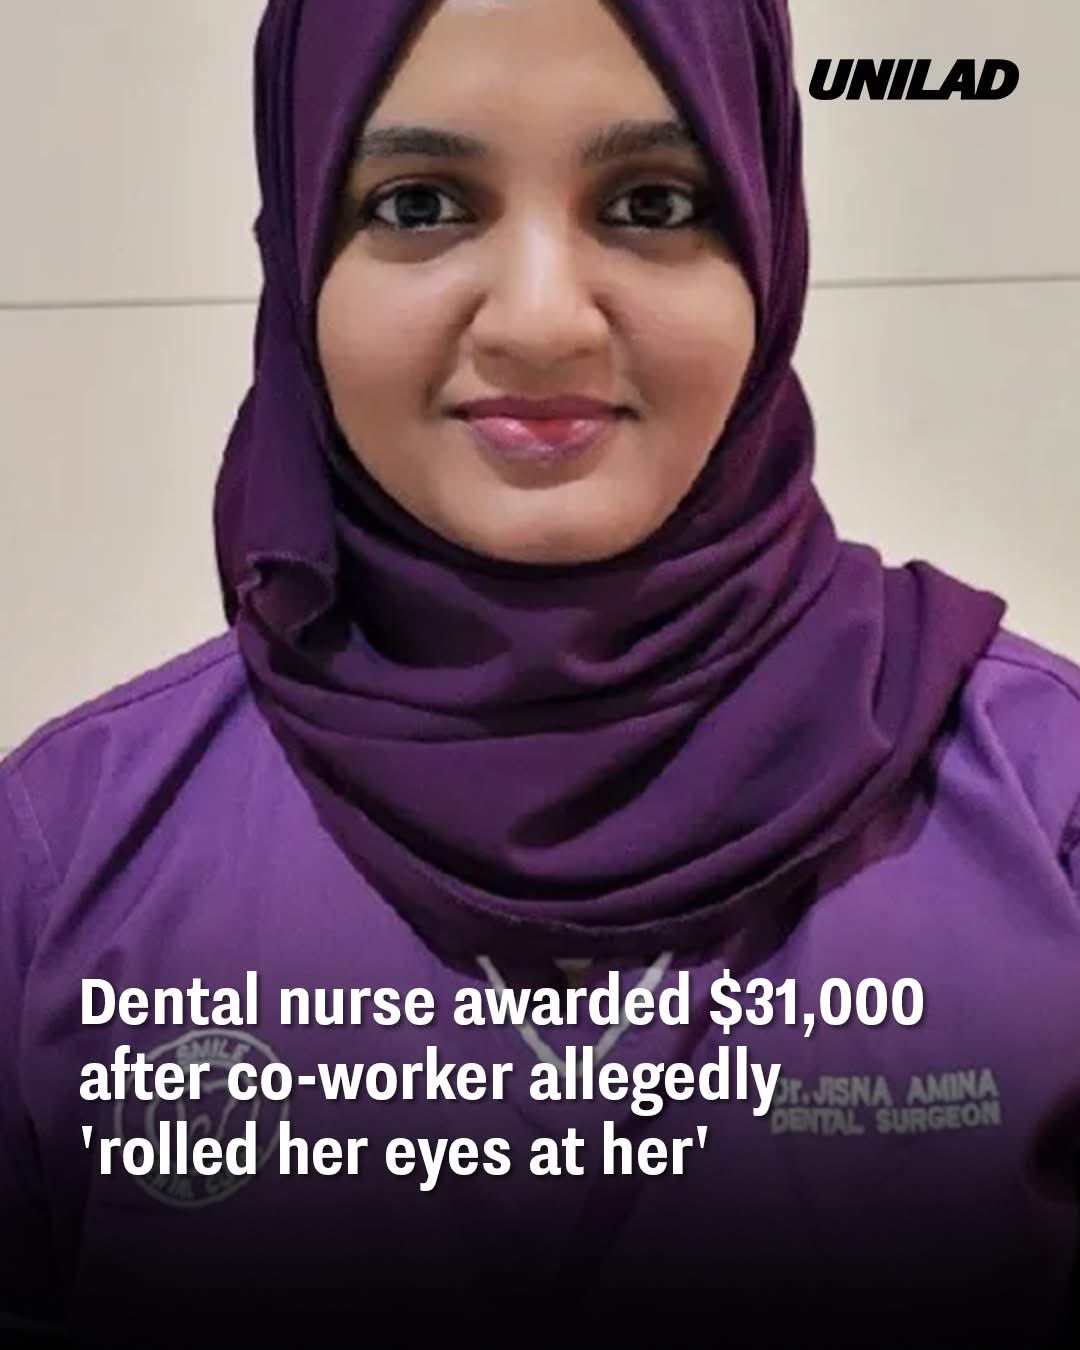 UNILAD
Dental nurse awarded $31,000
after co-worker allegedly
'rolled her eyes at her'
Dr. JISNA AMINA
DENTAL SURGEON
SMILE